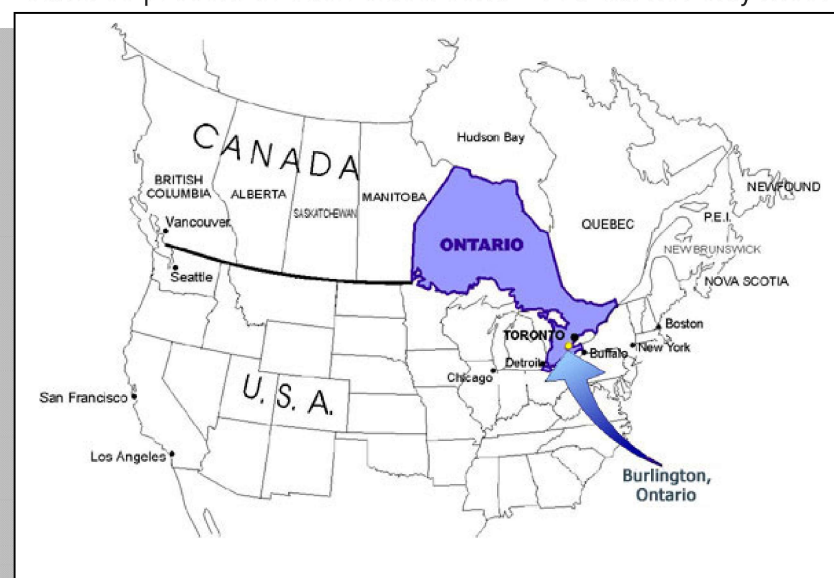 Hudson Bay
CANADA
BRITISH
COLUMBIA
ALBERTA
SASKATCHEWAN
MANITOBA
NEWFOUND
P.E.I.
QUEBEC
NEW BRUNSWICK
NOVA SCOTIA
ONTARIO
Vancouver
Seattle
TORONTO
Boston
New York
Buffalo
Detroit
Chicago
U.S.A.
San Francisco
Los Angeles
Burlington,
Ontario